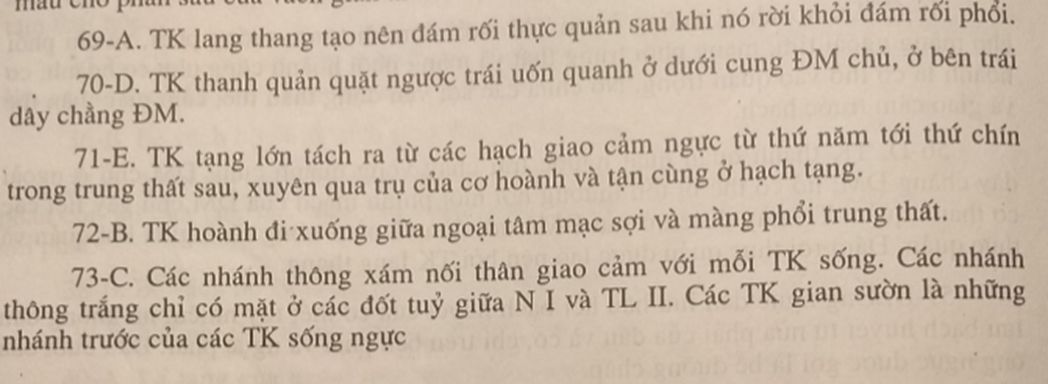 69-A. TK lang thang tạo nên đám rối thực quản sau khi nó rời khỏi đám rối phổi.
70-D. TK thanh quản quặt ngược trái uốn quanh ở dưới cung ĐM chủ, ở bên trái
dây chằng ĐM.
71-E. TK tạng lớn tách ra từ các hạch giao cảm ngực từ thứ năm tới thứ chín
trong trung thất sau, xuyên qua trụ của cơ hoành và tận cùng ở hạch tạng.
72-B. TK hoành đi xuống giữa ngoại tâm mạc sợi và màng phổi trung thất.
73-C. Các nhánh thông xám nối thân giao cảm với mỗi TK sống. Các nhánh
thông trắng chỉ có mặt ở các đốt tuỷ giữa N I và TL II. Các TK gian sườn là những
nhánh trước của các TK sống ngực